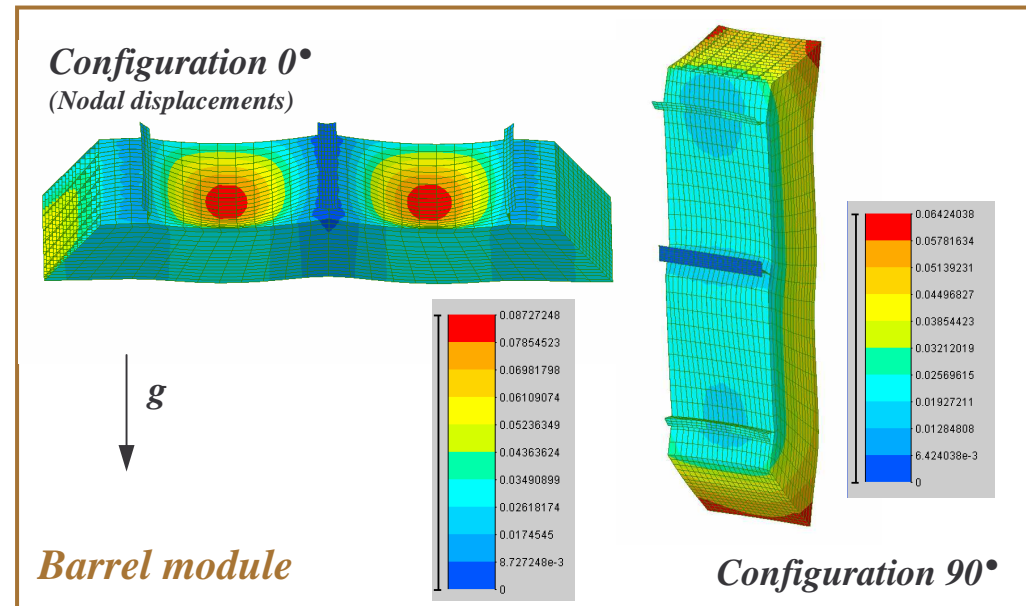 Configuration 0°
(Nodal displacements)
g
0.08727248
0.07854523
0.06981798
0.06109074
0.05236349
0.04363624
0.03490899
0.02618174
0.0174545
8.727248e-3
0
0.06424038
0.05781634
0.05139231
0.04496827
0.03854423
0.03212019
0.02569615
0.01927211
0.01284808
6.424038e-3
0
Barrel module
Configuration 90°